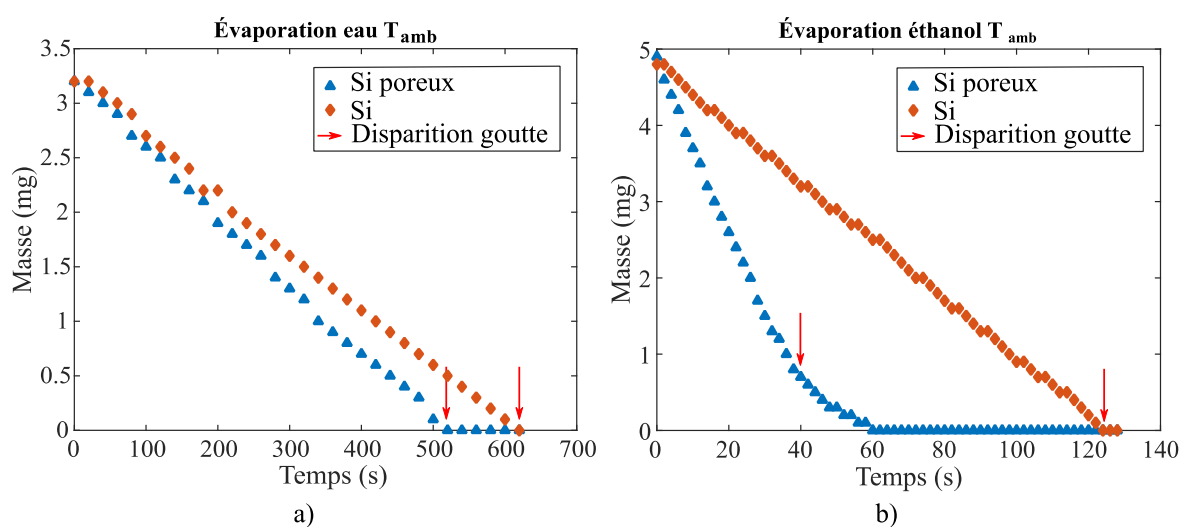 Évaporation eau T amb
3.5
3
2.5
2
1.5
1
0.5
0
Masse (mg)
Si poreux
Si
Disparition goutte
0 100 200 300 400 500 600 700
Temps (s)
a)
Évaporation éthanol T amb
5
4
3
2
1
0
Masse (mg)
Si poreux
Si
Disparition goutte
0 20 40 60 80 100 120 140
Temps (s)
b)